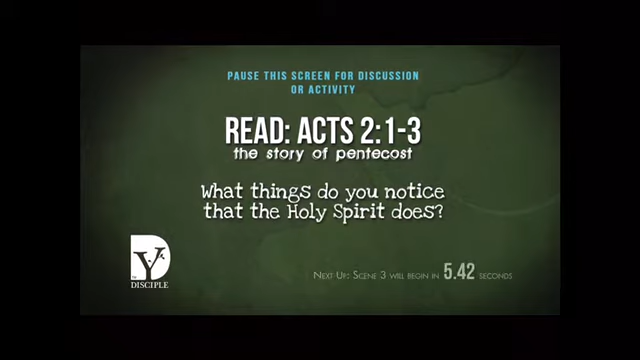 PAUSE THIS SCREEN FOR DISCUSSION
OR ACTIVITY
READ: ACTS 2:1-3
the story of pentecost
What things do you notice
that the Holy Spirit does?
Y
DISCIPLE
NEXT UP: SCENE 3 WILL BEGIN IN 5.42 SECONDS